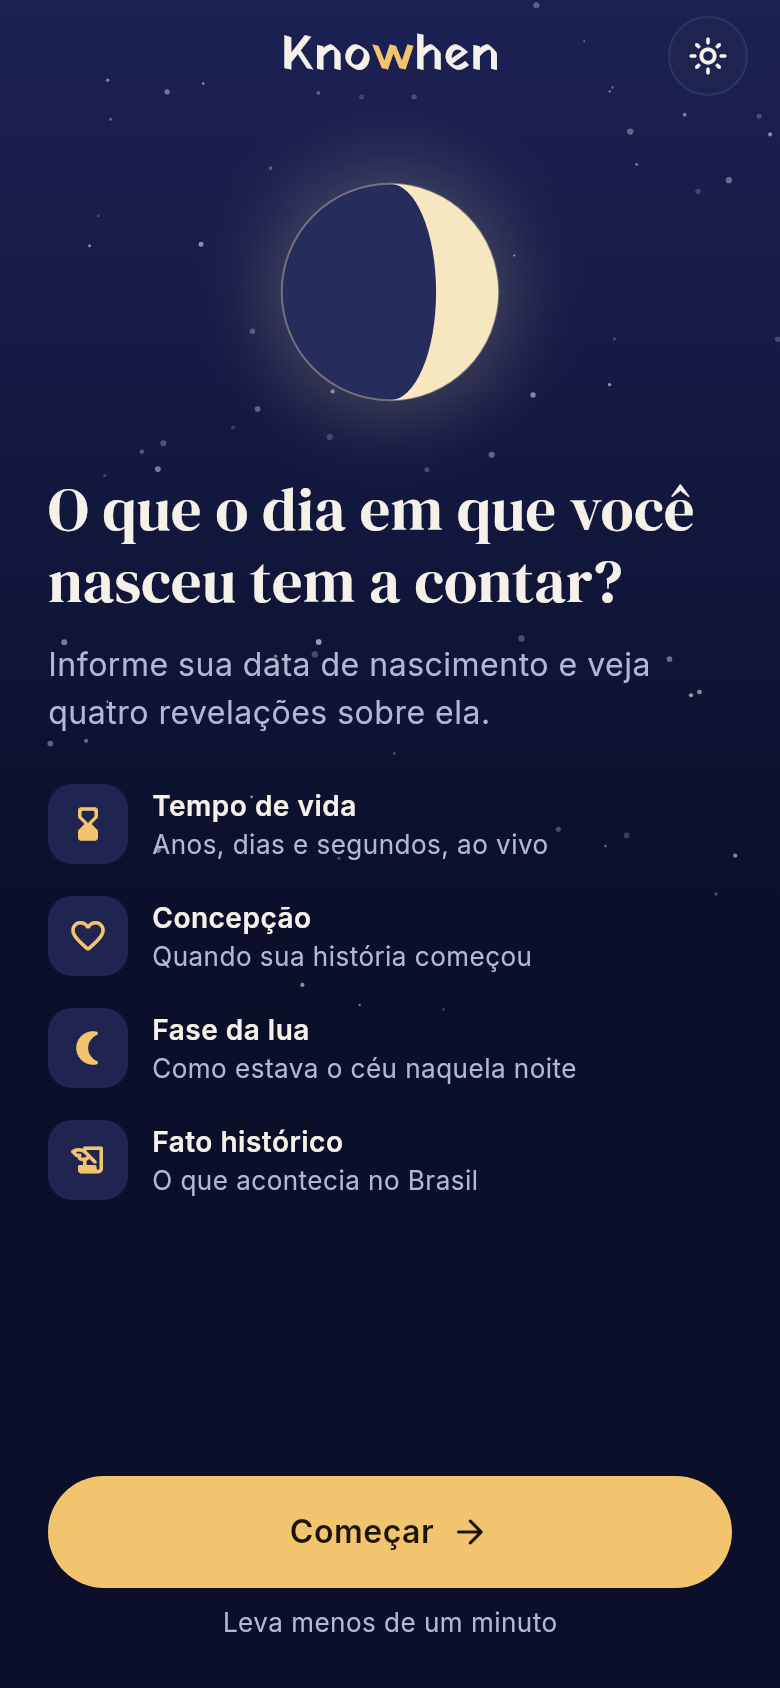 Knowhen
O que o dia em que você
nasceu tem a contar?
Informe sua data de nascimento e veja
quatro revelações sobre ela.
Tempo de vida
Anos, dias e segundos, ao vivo
Concepção
Quando sua história começou
Fase da lua
Como estava o céu naquela noite
Fato histórico
O que acontecia no Brasil
Começar →
Leva menos de um minuto